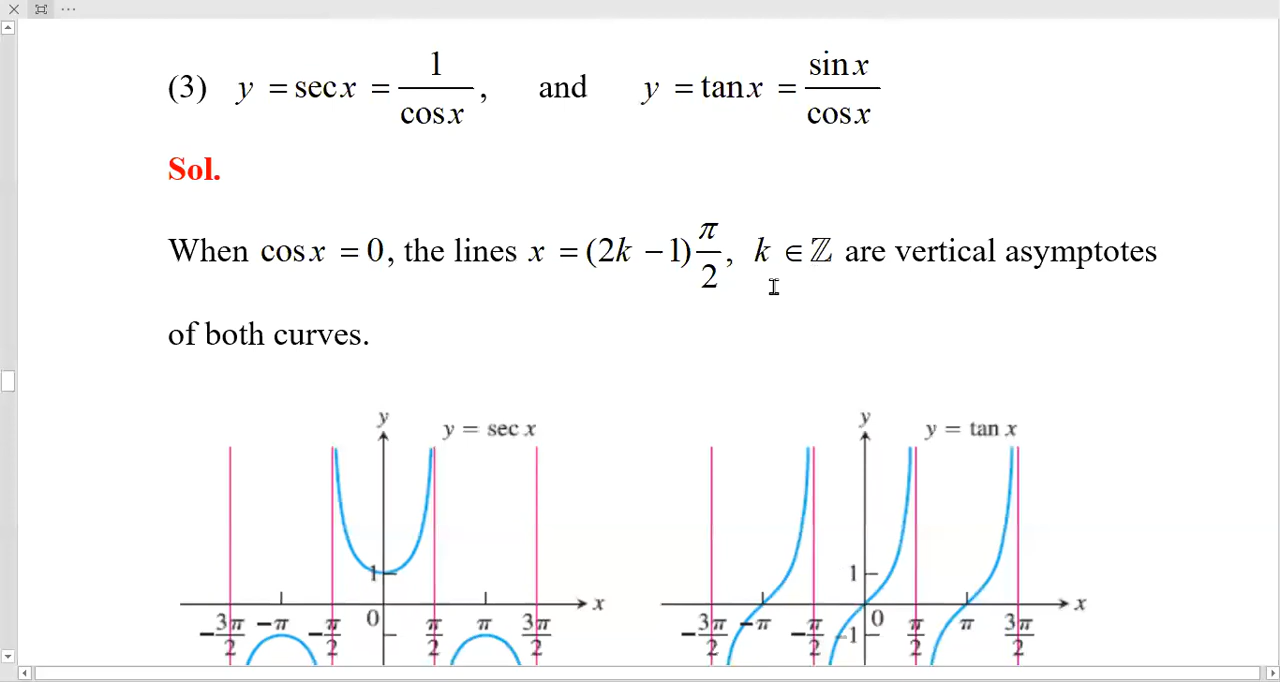 (3) y = sec x = 1/cos x, and y = tan x = sin x/cos x
Sol.
When cos x = 0, the lines x = (2k − 1) π/2, k ∈ ℤ are vertical asymptotes
of both curves.
y y = sec x
1
x
−3π/2 −π −π/2 0 π/2 π 3π/2
y y = tan x
1
x
−3π/2 −π −π/2 −1 0 π/2 π 3π/2